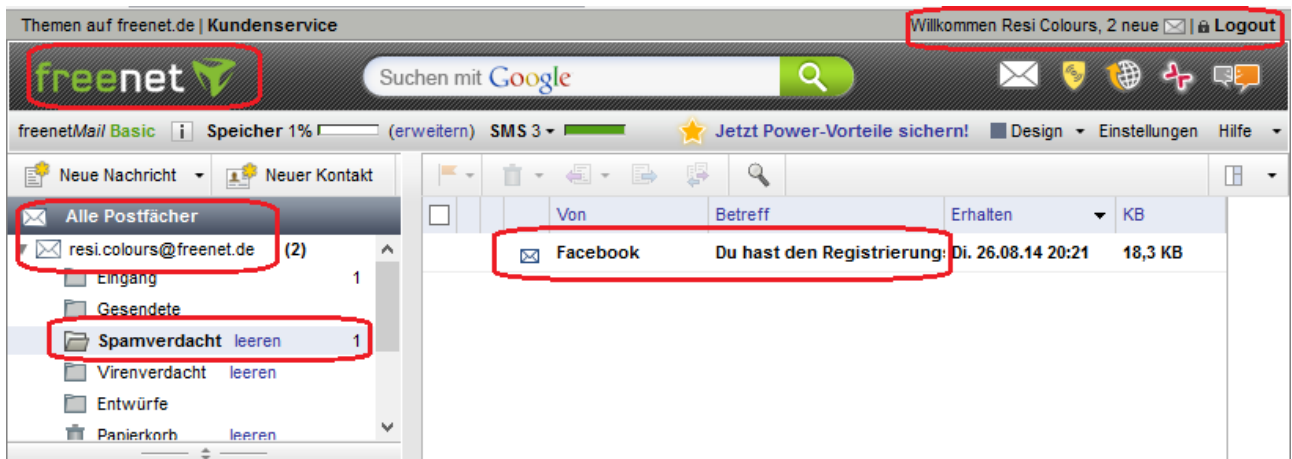 Themen auf freenet.de | Kundenservice
Willkommen Resi Colours, 2 neue | Logout
freenet
Suchen mit Google
freenetMail Basic i Speicher 1% (erweitern) SMS 3 Jetzt Power-Vorteile sichern! Design Einstellungen Hilfe
Neue Nachricht Neuer Kontakt
Alle Postfächer
Von Betreff Erhalten KB
resi.colours@freenet.de (2)
Facebook Du hast den Registrierungs Di. 26.08.14 20:21 18,3 KB
Eingang 1
Gesendete
Spamverdacht leeren 1
Virenverdacht leeren
Entwürfe
Papierkorb leeren